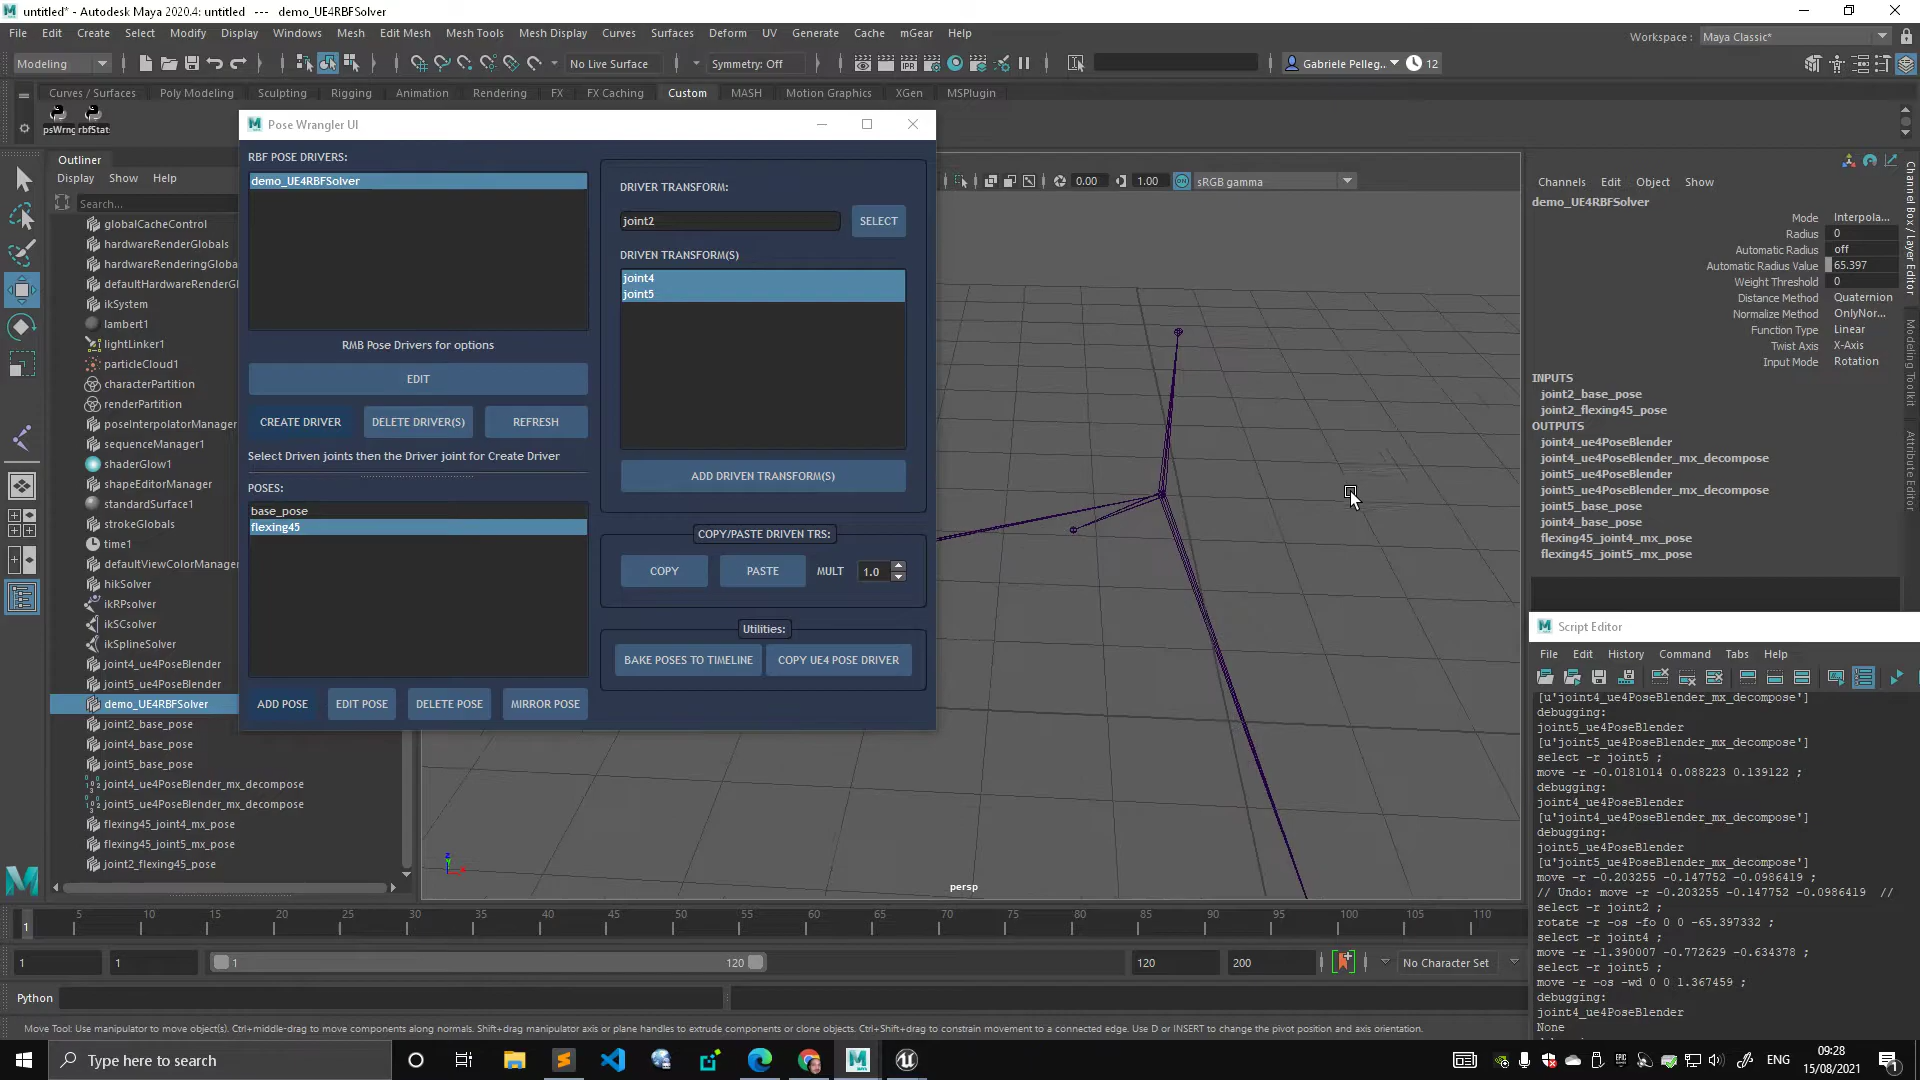 untitled* - Autodesk Maya 2020.4: untitled --- demo_UE4RBFSolver
File Edit Create Select Modify Display Windows Mesh Edit Mesh Mesh Tools Mesh Display Curves Surfaces Deform UV Generate Cache mGear Help
Workspace : Maya Classic*
Modeling No Live Surface Symmetry: Off Gabriele Pelleg... 12
Curves / Surfaces Poly Modeling Sculpting Rigging Animation Rendering FX FX Caching Custom MASH Motion Graphics XGen MSPlugin
psWrng rbfStat
Outliner
Display Show Help
Search...
globalCacheControl
hardwareRenderGlobals
hardwareRenderingGloba
defaultHardwareRenderGl
ikSystem
lambert1
lightLinker1
particleCloud1
characterPartition
renderPartition
poseInterpolatorManager
sequenceManager1
shaderGlow1
shapeEditorManager
standardSurface1
strokeGlobals
time1
defaultViewColorManager
hikSolver
ikRPsolver
ikSCsolver
ikSplineSolver
joint4_ue4PoseBlender
joint5_ue4PoseBlender
demo_UE4RBFSolver
joint2_base_pose
joint4_base_pose
joint5_base_pose
joint4_ue4PoseBlender_mx_decompose
joint5_ue4PoseBlender_mx_decompose
flexing45_joint4_mx_pose
flexing45_joint5_mx_pose
joint2_flexing45_pose
Pose Wrangler UI
RBF POSE DRIVERS:
demo_UE4RBFSolver
RMB Pose Drivers for options
EDIT
CREATE DRIVER DELETE DRIVER(S) REFRESH
Select Driven joints then the Driver joint for Create Driver
POSES:
base_pose
flexing45
ADD POSE EDIT POSE DELETE POSE MIRROR POSE
DRIVER TRANSFORM:
joint2 SELECT
DRIVEN TRANSFORM(S)
joint4
joint5
ADD DRIVEN TRANSFORM(S)
COPY/PASTE DRIVEN TRS:
COPY PASTE MULT 1.0
Utilities:
BAKE POSES TO TIMELINE COPY UE4 POSE DRIVER
0.00 1.00 sRGB gamma
persp
Channels Edit Object Show
demo_UE4RBFSolver
Mode Interpola...
Radius 0
Automatic Radius off
Automatic Radius Value 65.397
Weight Threshold 0
Distance Method Quaternion
Normalize Method OnlyNor...
Function Type Linear
Twist Axis X-Axis
Input Mode Rotation
INPUTS
joint2_base_pose
joint2_flexing45_pose
OUTPUTS
joint4_ue4PoseBlender
joint4_ue4PoseBlender_mx_decompose
joint5_ue4PoseBlender
joint5_ue4PoseBlender_mx_decompose
joint5_base_pose
joint4_base_pose
flexing45_joint4_mx_pose
flexing45_joint5_mx_pose
Channel Box / Layer Editor
Modeling Toolkit
Attribute Editor
Script Editor
File Edit History Command Tabs Help
[u'joint4_ue4PoseBlender_mx_decompose']
debugging:
joint5_ue4PoseBlender
[u'joint5_ue4PoseBlender_mx_decompose']
select -r joint5 ;
move -r -0.0181014 0.088223 0.139122 ;
debugging:
joint4_ue4PoseBlender
[u'joint4_ue4PoseBlender_mx_decompose']
debugging:
joint5_ue4PoseBlender
[u'joint5_ue4PoseBlender_mx_decompose']
move -r -0.203255 -0.147752 -0.0986419 ;
// Undo: move -r -0.203255 -0.147752 -0.0986419 //
select -r joint2 ;
rotate -r -os -fo 0 0 -65.397332 ;
select -r joint4 ;
move -r -1.390007 -0.772629 -0.634378 ;
select -r joint5 ;
move -r -os -wd 0 0 1.367459 ;
debugging:
joint4_ue4PoseBlender
None
1 5 10 15 20 25 30 35 40 45 50 55 60 65 70 75 80 85 90 95 100 105 110
1 1 1 120 120 200 No Character Set
Python
Move Tool: Use manipulator to move object(s). Ctrl+middle-drag to move components along normals. Shift+drag manipulator axis or plane handles to extrude components or clone objects. Ctrl+Shift+drag to constrain movement to a connected edge. Use D or INSERT to change the pivot position and axis orientation.
Type here to search
ENG
09:28
15/08/2021
1